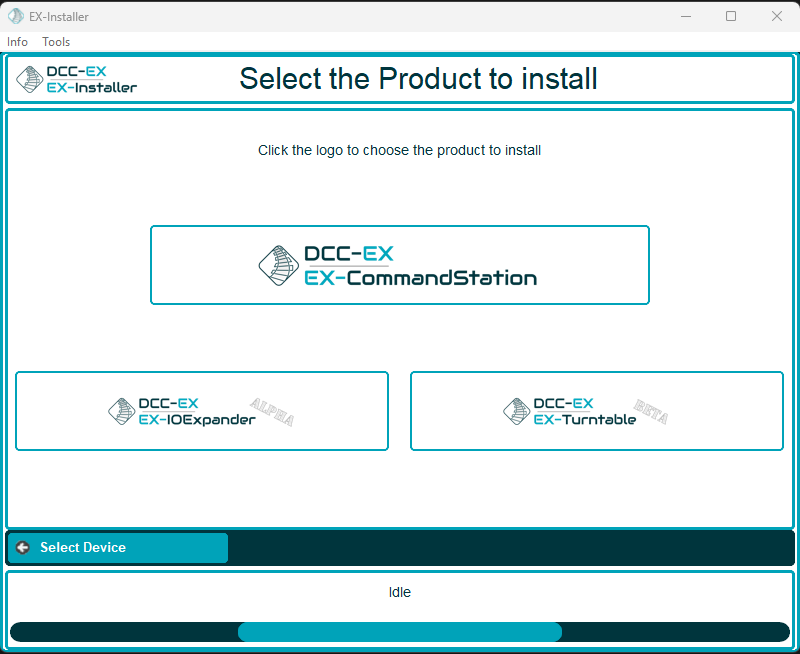 EX-Installer
Info Tools
DCC-EX
EX-Installer
Select the Product to install
Click the logo to choose the product to install
DCC-EX
EX-CommandStation
DCC-EX
EX-IOExpander
ALPHA
DCC-EX
EX-Turntable
BETA
Select Device
Idle